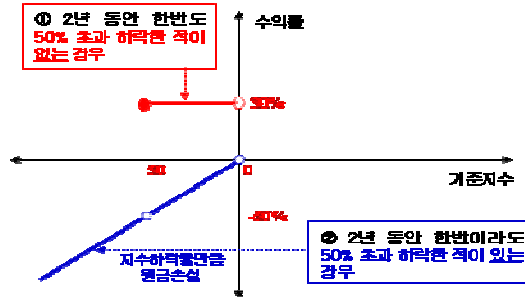 ① 2년 동안 한번도
50% 초과 하락한 적이
없는 경우
수익률
기준지수
0
지수하락률만큼
원금손실
② 2년 동안 한번이라도
50% 초과 하락한 적이 있는
경우